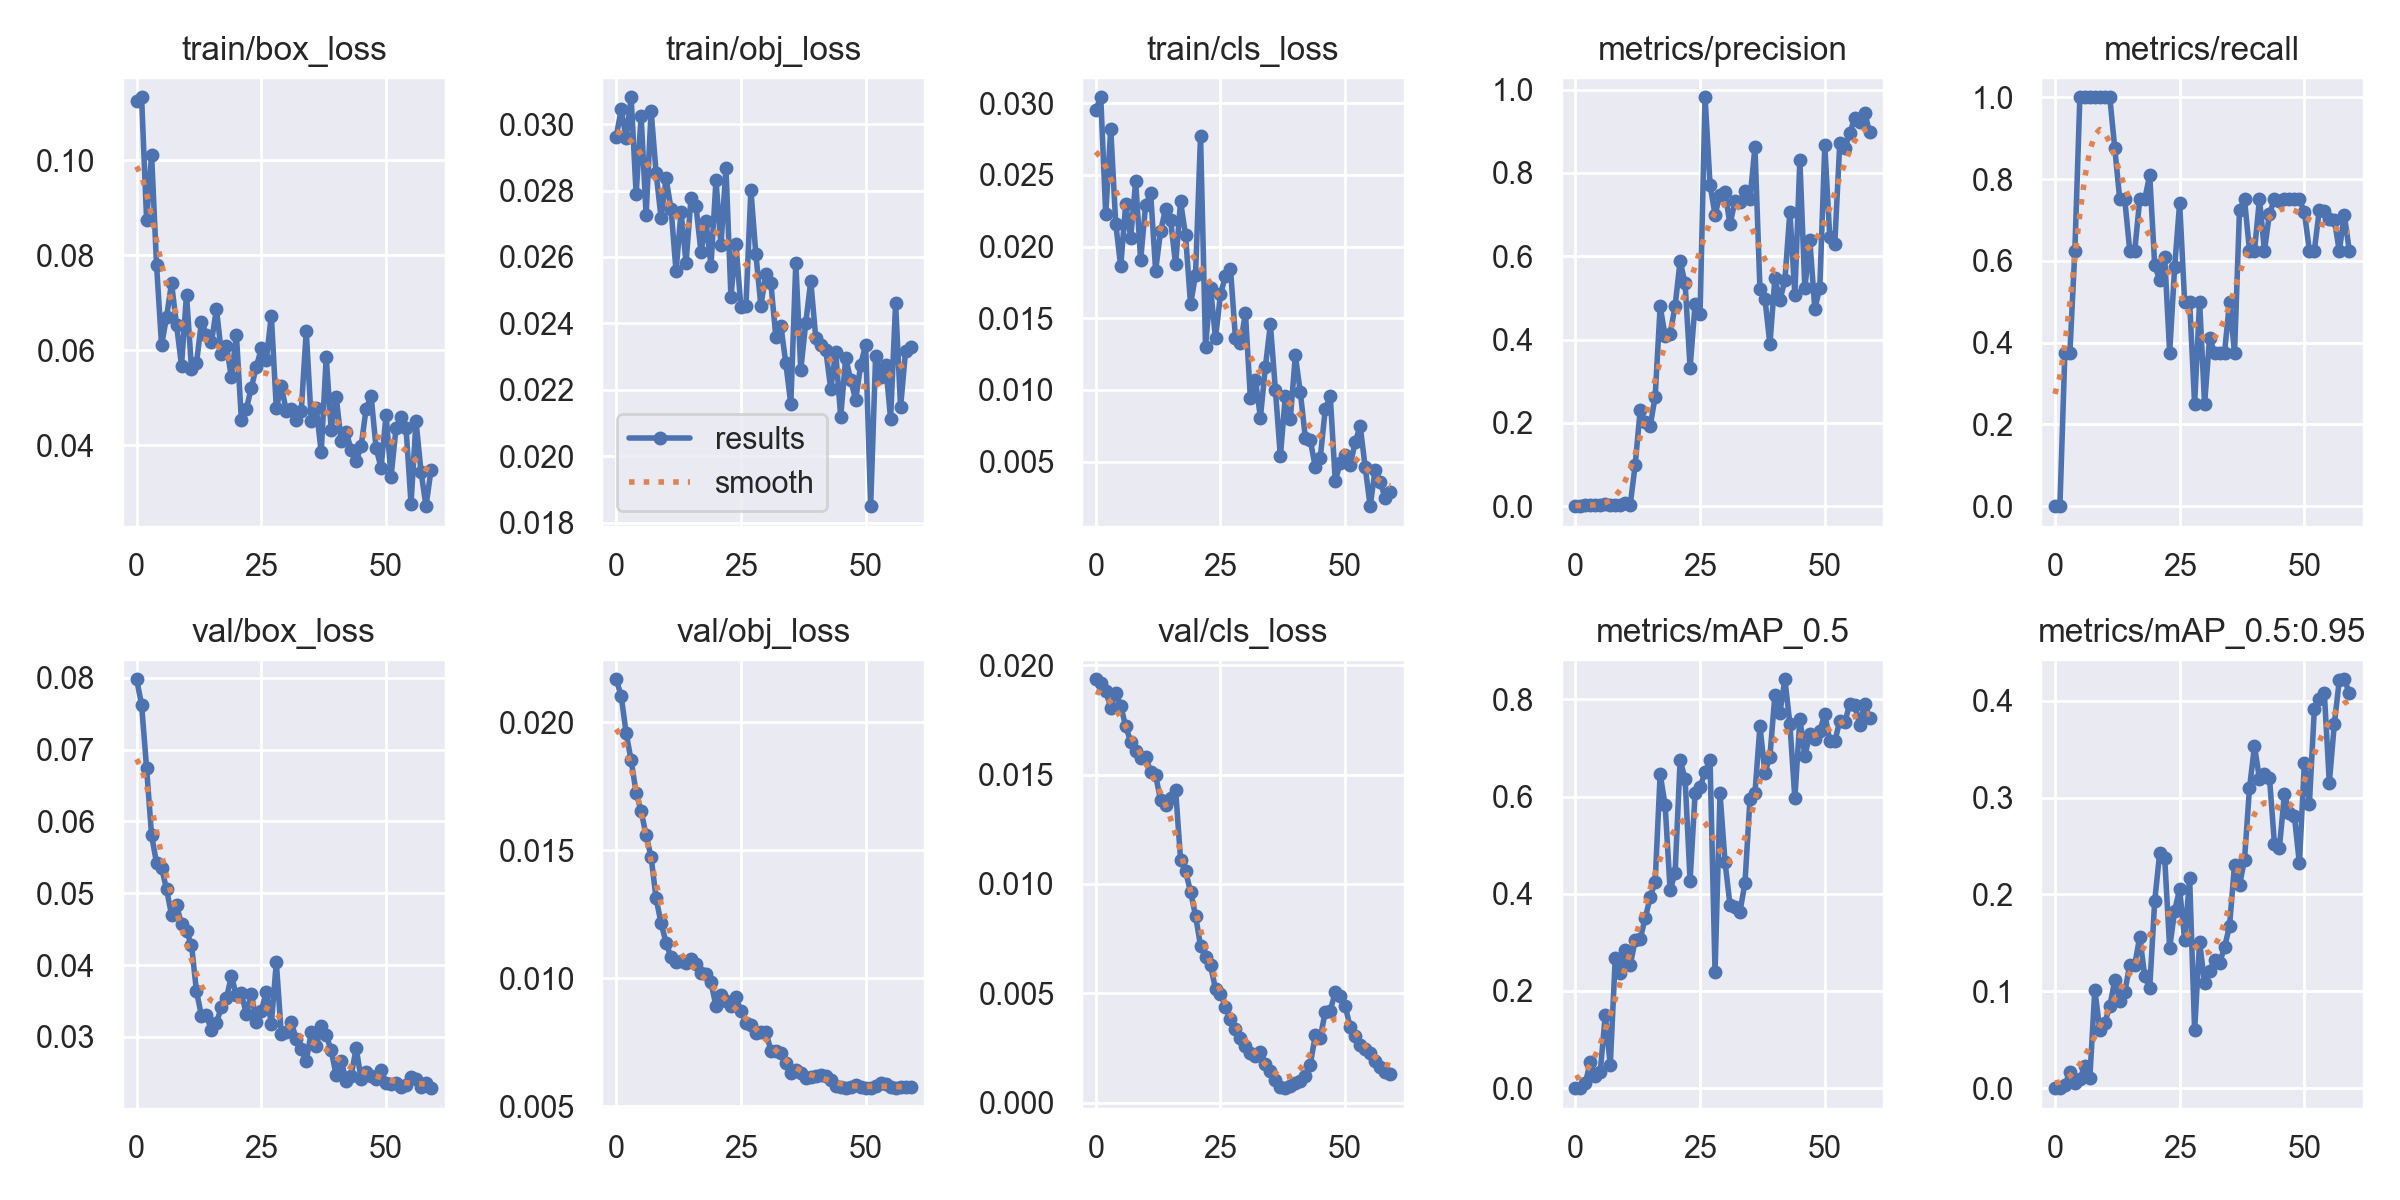 train/box_loss
0.10
0.08
0.06
0.04
0 25 50
train/obj_loss
0.030
0.028
0.026
0.024
0.022
0.020
0.018
results
smooth
0 25 50
train/cls_loss
0.030
0.025
0.020
0.015
0.010
0.005
0 25 50
metrics/precision
1.0
0.8
0.6
0.4
0.2
0.0
0 25 50
metrics/recall
1.0
0.8
0.6
0.4
0.2
0.0
0 25 50
val/box_loss
0.08
0.07
0.06
0.05
0.04
0.03
0 25 50
val/obj_loss
0.020
0.015
0.010
0.005
0 25 50
val/cls_loss
0.020
0.015
0.010
0.005
0.000
0 25 50
metrics/mAP_0.5
0.8
0.6
0.4
0.2
0.0
0 25 50
metrics/mAP_0.5:0.95
0.4
0.3
0.2
0.1
0.0
0 25 50